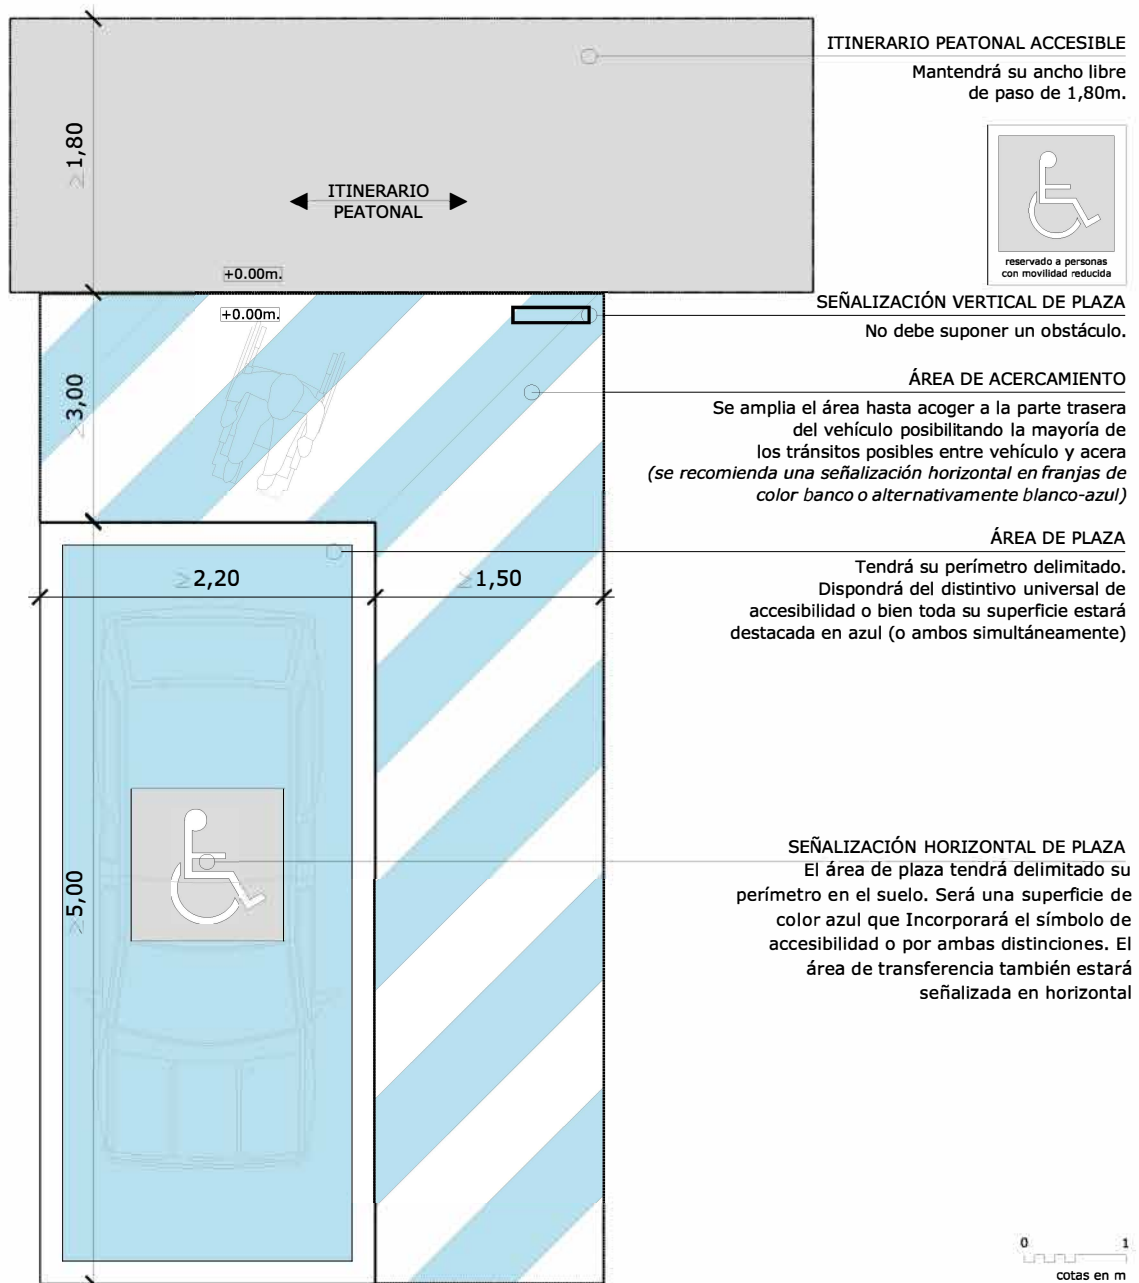 ITINERARIO PEATONAL ACCESIBLE
Mantendrá su ancho libre
de paso de 1,80m.
≥1,80
ITINERARIO
PEATONAL
reservado a personas
con movilidad reducida
+0.00m.
+0.00m.
SEÑALIZACIÓN VERTICAL DE PLAZA
No debe suponer un obstáculo.
≥3,00
ÁREA DE ACERCAMIENTO
Se amplia el área hasta acoger a la parte trasera
del vehículo posibilitando la mayoría de
los tránsitos posibles entre vehículo y acera
(se recomienda una señalización horizontal en franjas de
color banco o alternativamente blanco-azul)
ÁREA DE PLAZA
Tendrá su perímetro delimitado.
Dispondrá del distintivo universal de
accesibilidad o bien toda su superficie estará
destacada en azul (o ambos simultáneamente)
≥2,20
≥1,50
≥5,00
SEÑALIZACIÓN HORIZONTAL DE PLAZA
El área de plaza tendrá delimitado su
perímetro en el suelo. Será una superficie de
color azul que Incorporará el símbolo de
accesibilidad o por ambas distinciones. El
área de transferencia también estará
señalizada en horizontal
0 1
cotas en m